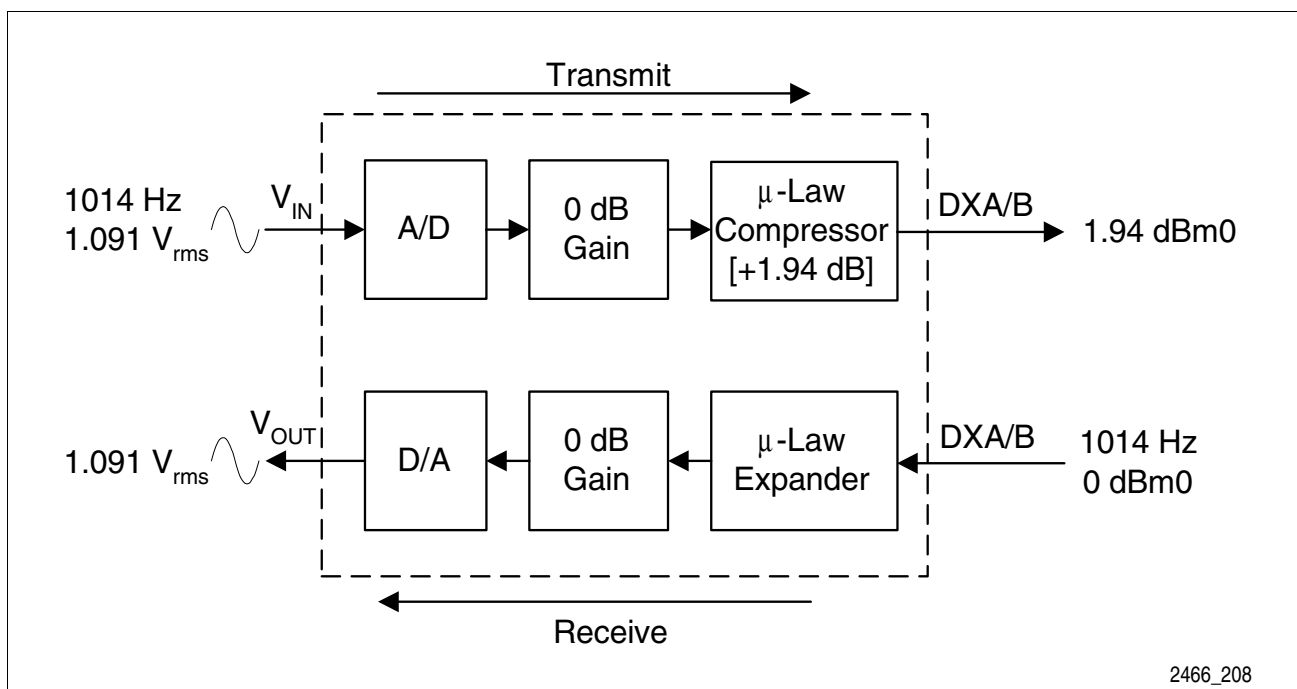 Transmit
1014 Hz
1.091 Vrms
VIN
A/D
0 dB
Gain
μ-Law
Compressor
[+1.94 dB]
DXA/B
1.94 dBm0
1.091 Vrms
VOUT
D/A
0 dB
Gain
μ-Law
Expander
DXA/B
1014 Hz
0 dBm0
Receive
2466_208